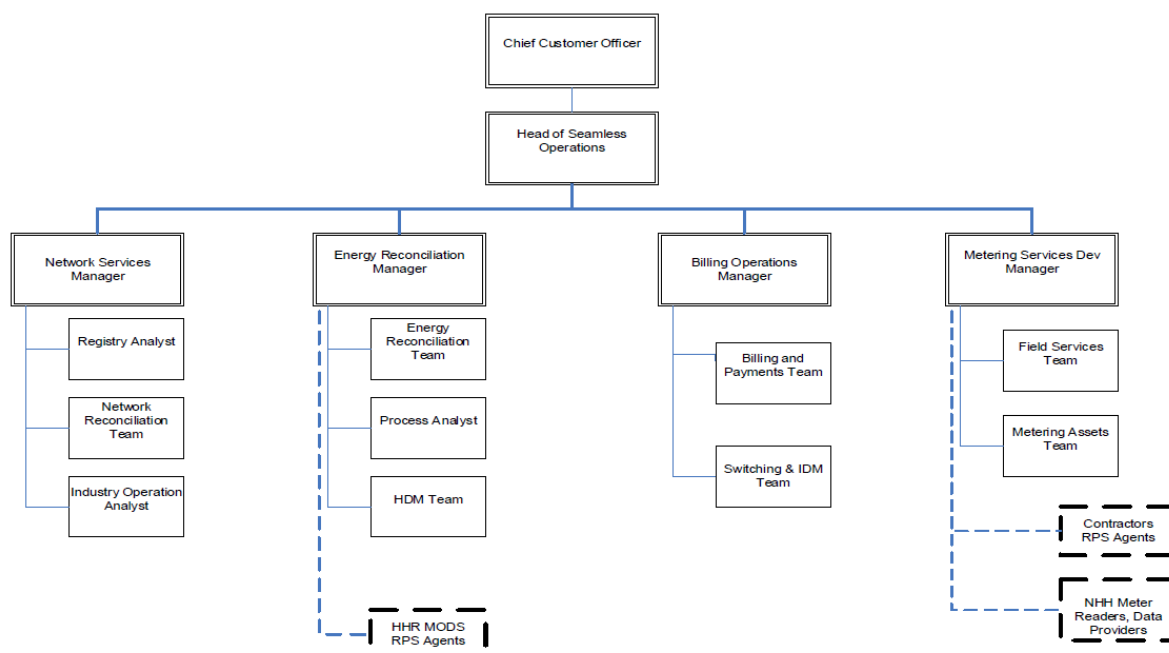 Chief Customer Officer
Head of Seamless
Operations
Network Services
Manager
Energy Reconciliation
Manager
Billing Operations
Manager
Metering Services Dev
Manager
Registry Analyst
Network
Reconciliation
Team
Industry Operation
Analyst
Energy
Reconciliation
Team
Process Analyst
HDM Team
HHR MODS
RPS Agents
Billing and
Payments Team
Switching & IDM
Team
Field Services
Team
Metering Assets
Team
Contractors
RPS Agents
NHH Meter
Readers, Data
Providers